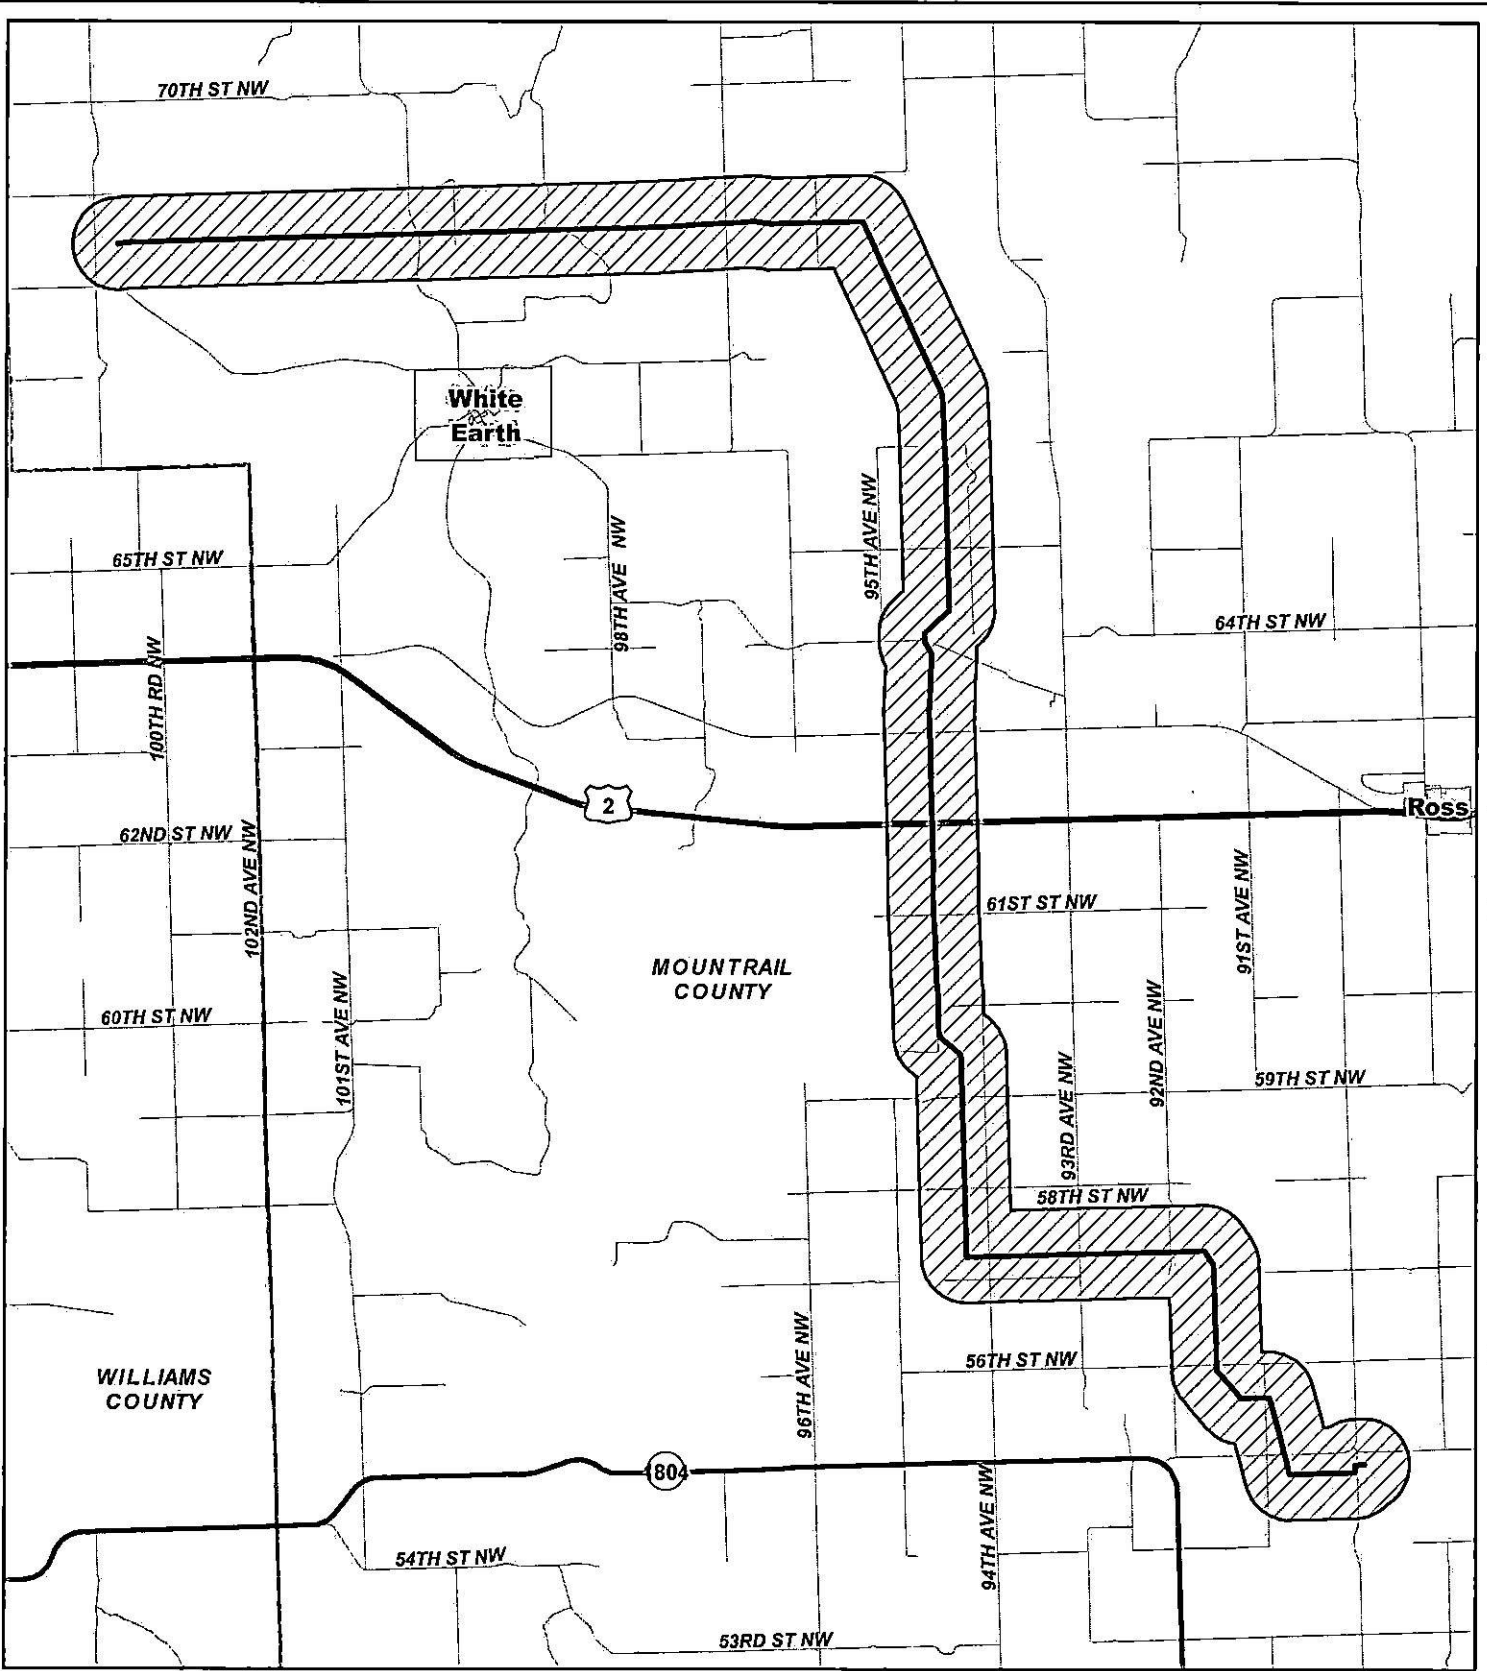 70TH ST NW
White
Earth
65TH ST NW
95TH AVE NW
98TH AVE NW
64TH ST NW
100TH RD NW
2
Ross
62ND ST NW
102ND AVE NW
61ST ST NW
91ST AVE NW
MOUNTRAIL
COUNTY
60TH ST NW
101ST AVE NW
92ND AVE NW
93RD AVE NW
59TH ST NW
58TH ST NW
96TH AVE NW
56TH ST NW
WILLIAMS
COUNTY
1804
94TH AVE NW
54TH ST NW
53RD ST NW